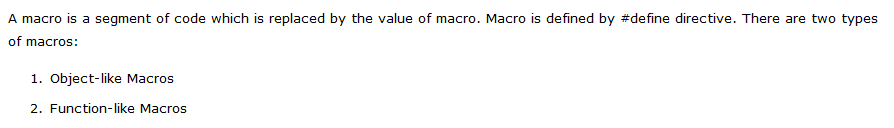 A macro is a segment of code which is replaced by the value of macro. Macro is defined by #define directive. There are two types
of macros:
1. Object-like Macros
2. Function-like Macros